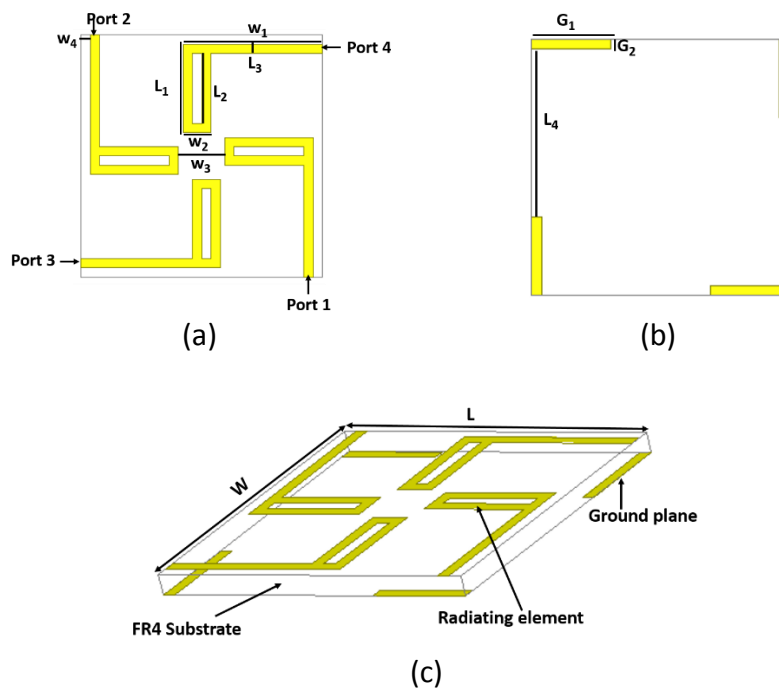 Port 2
w4
w1
Port 4
L3
L1
L2
w2
w3
Port 3
Port 1
(a)
G1
G2
L4
(b)
L
W
Ground plane
FR4 Substrate
Radiating element
(c)